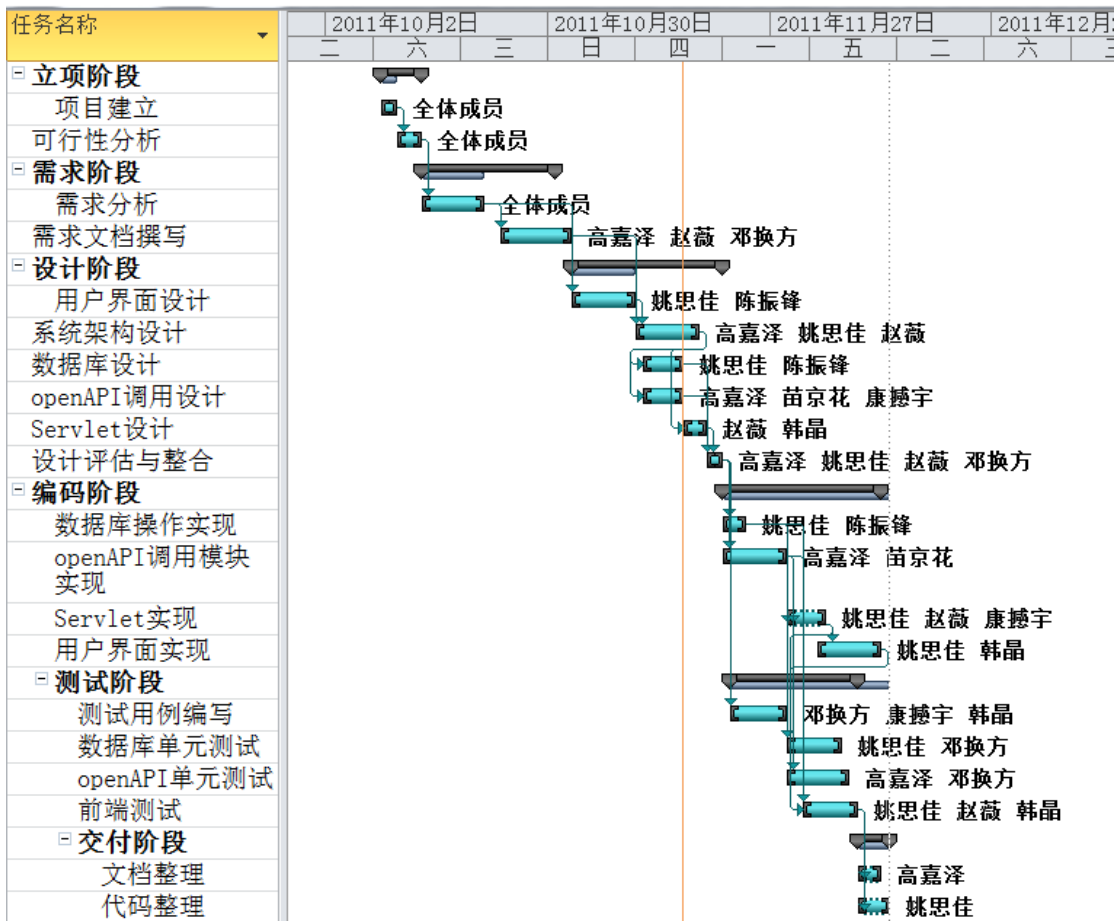 任务名称
2011年10月2日 2011年10月30日 2011年11月27日 2011年12月
二 六 三 日 四 一 五 二 六 三
立项阶段
项目建立 全体成员
可行性分析 全体成员
需求阶段
需求分析 全体成员
需求文档撰写 高嘉泽 赵薇 邓换方
设计阶段
用户界面设计 姚思佳 陈振锋
系统架构设计 高嘉泽 姚思佳 赵薇
数据库设计 姚思佳 陈振锋
openAPI调用设计 高嘉泽 苗京花 康撼宇
Servlet设计 赵薇 韩晶
设计评估与整合 高嘉泽 姚思佳 赵薇 邓换方
编码阶段
数据库操作实现 姚思佳 陈振锋
openAPI调用模块 高嘉泽 苗京花
实现
Servlet实现 姚思佳 赵薇 康撼宇
用户界面实现 姚思佳 韩晶
测试阶段
测试用例编写 邓换方 康撼宇 韩晶
数据库单元测试 姚思佳 邓换方
openAPI单元测试 高嘉泽 邓换方
前端测试 姚思佳 赵薇 韩晶
交付阶段
文档整理 高嘉泽
代码整理 姚思佳